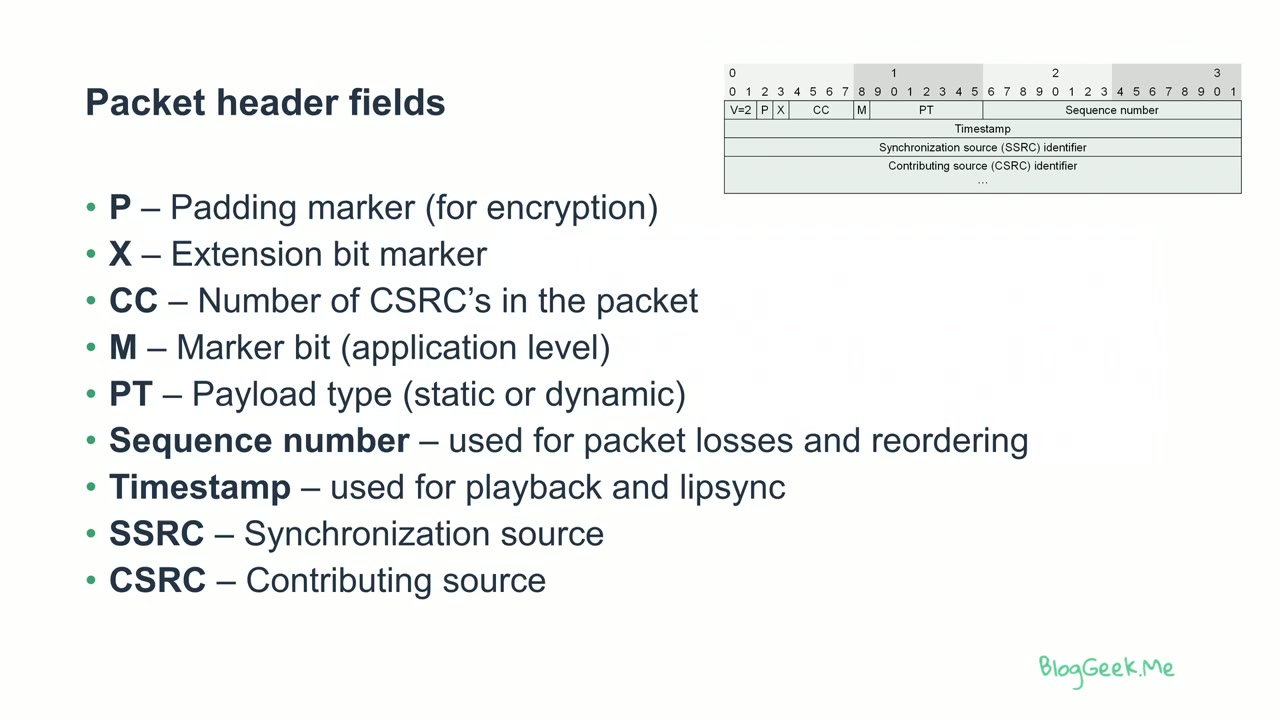 Packet header fields
0 1 2 3
0 1 2 3 4 5 6 7 8 9 0 1 2 3 4 5 6 7 8 9 0 1 2 3 4 5 6 7 8 9 0 1
V=2 P X CC M PT Sequence number
Timestamp
Synchronization source (SSRC) identifier
Contributing source (CSRC) identifier
...
• P – Padding marker (for encryption)
• X – Extension bit marker
• CC – Number of CSRC’s in the packet
• M – Marker bit (application level)
• PT – Payload type (static or dynamic)
• Sequence number – used for packet losses and reordering
• Timestamp – used for playback and lipsync
• SSRC – Synchronization source
• CSRC – Contributing source
BlogGeek.Me